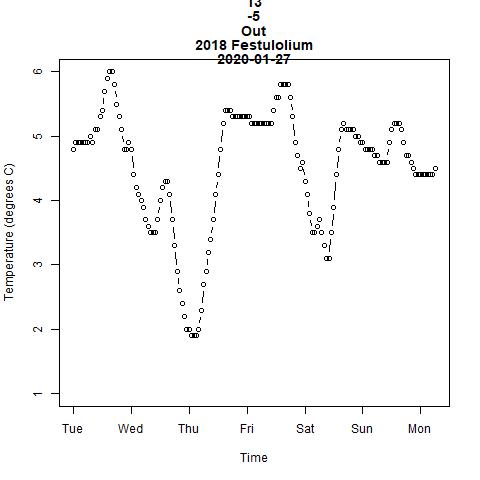 13
-5
Out
2018 Festulolium
2020-01-27
6
5
4
3
2
1
Temperature (degrees C)
Tue Wed Thu Fri Sat Sun Mon
Time